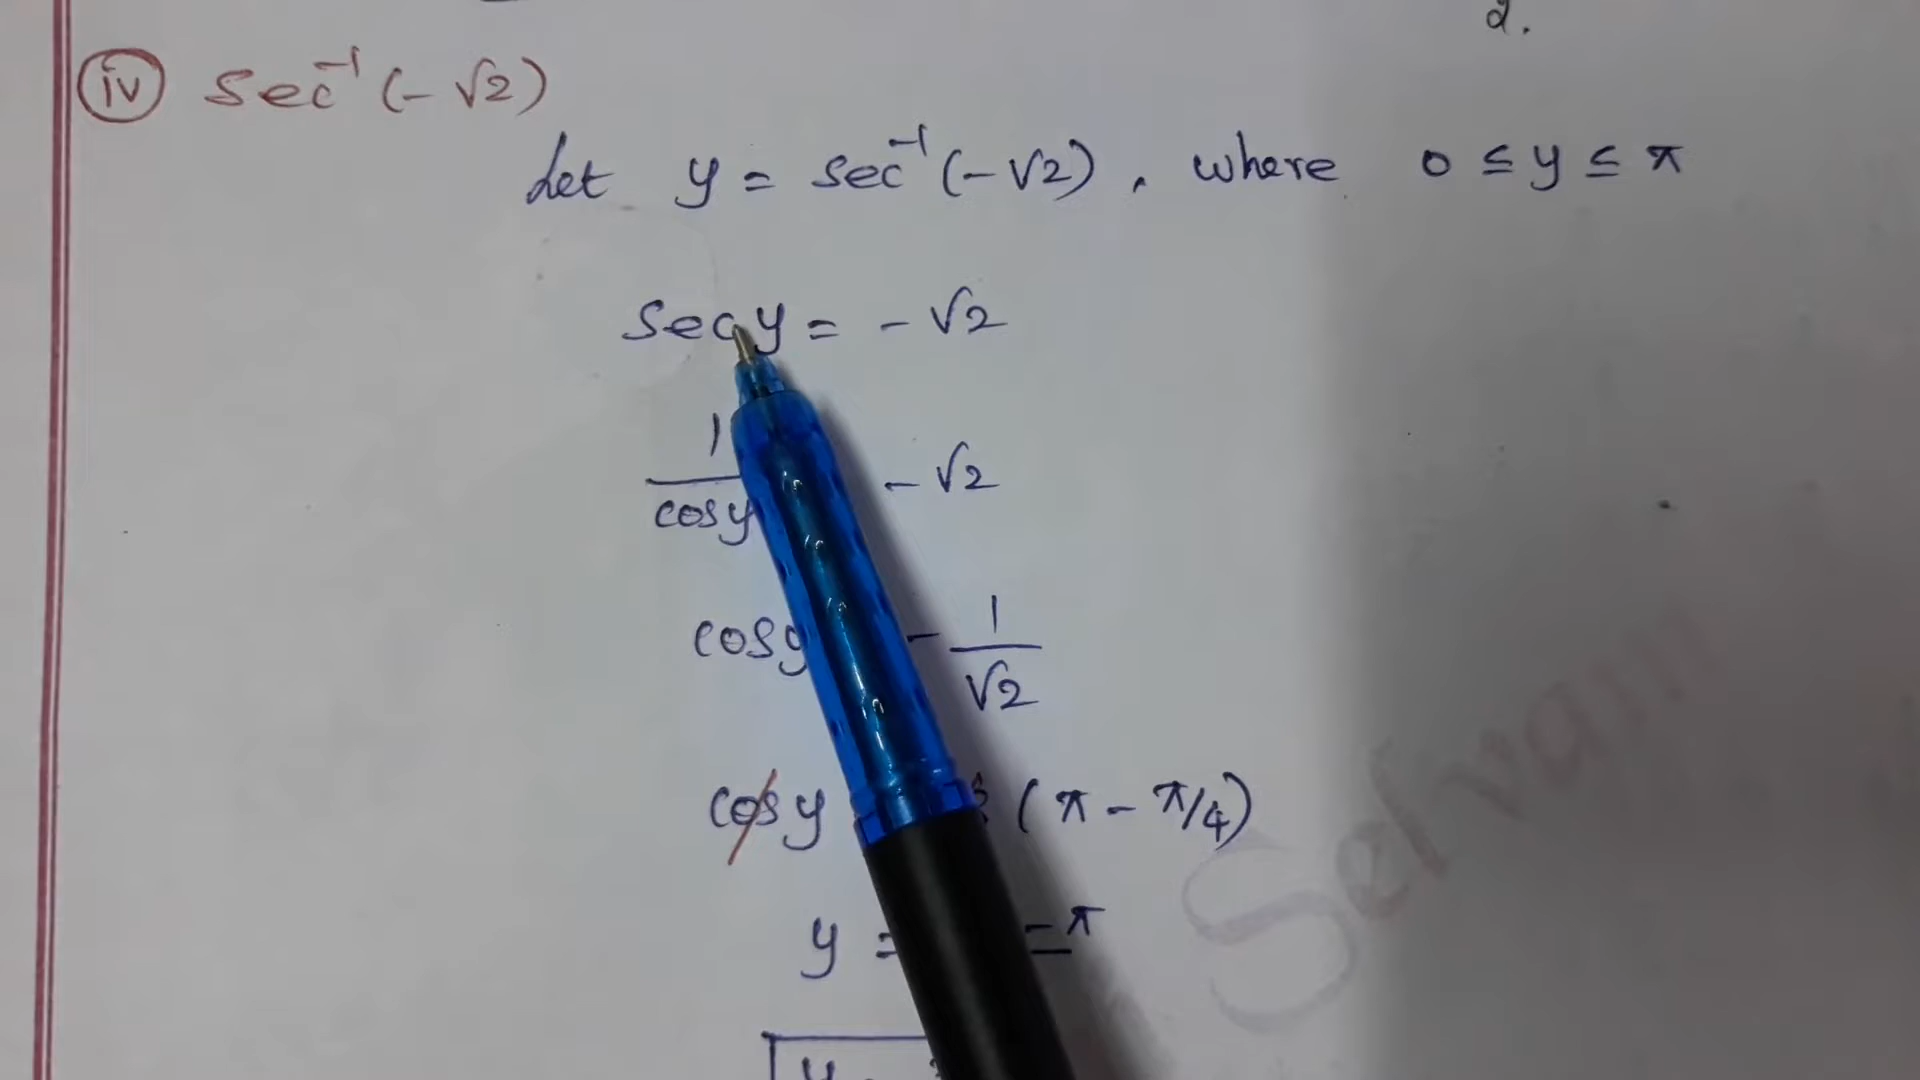 2.
(iv) Sec⁻¹ (- √2)
Let y = sec⁻¹ (- √2), where 0 ≤ y ≤ π
Sec y = - √2
1/cos y - √2
cos y - 1/√2
cos y (π - π/4)
y = - π
y
Servam